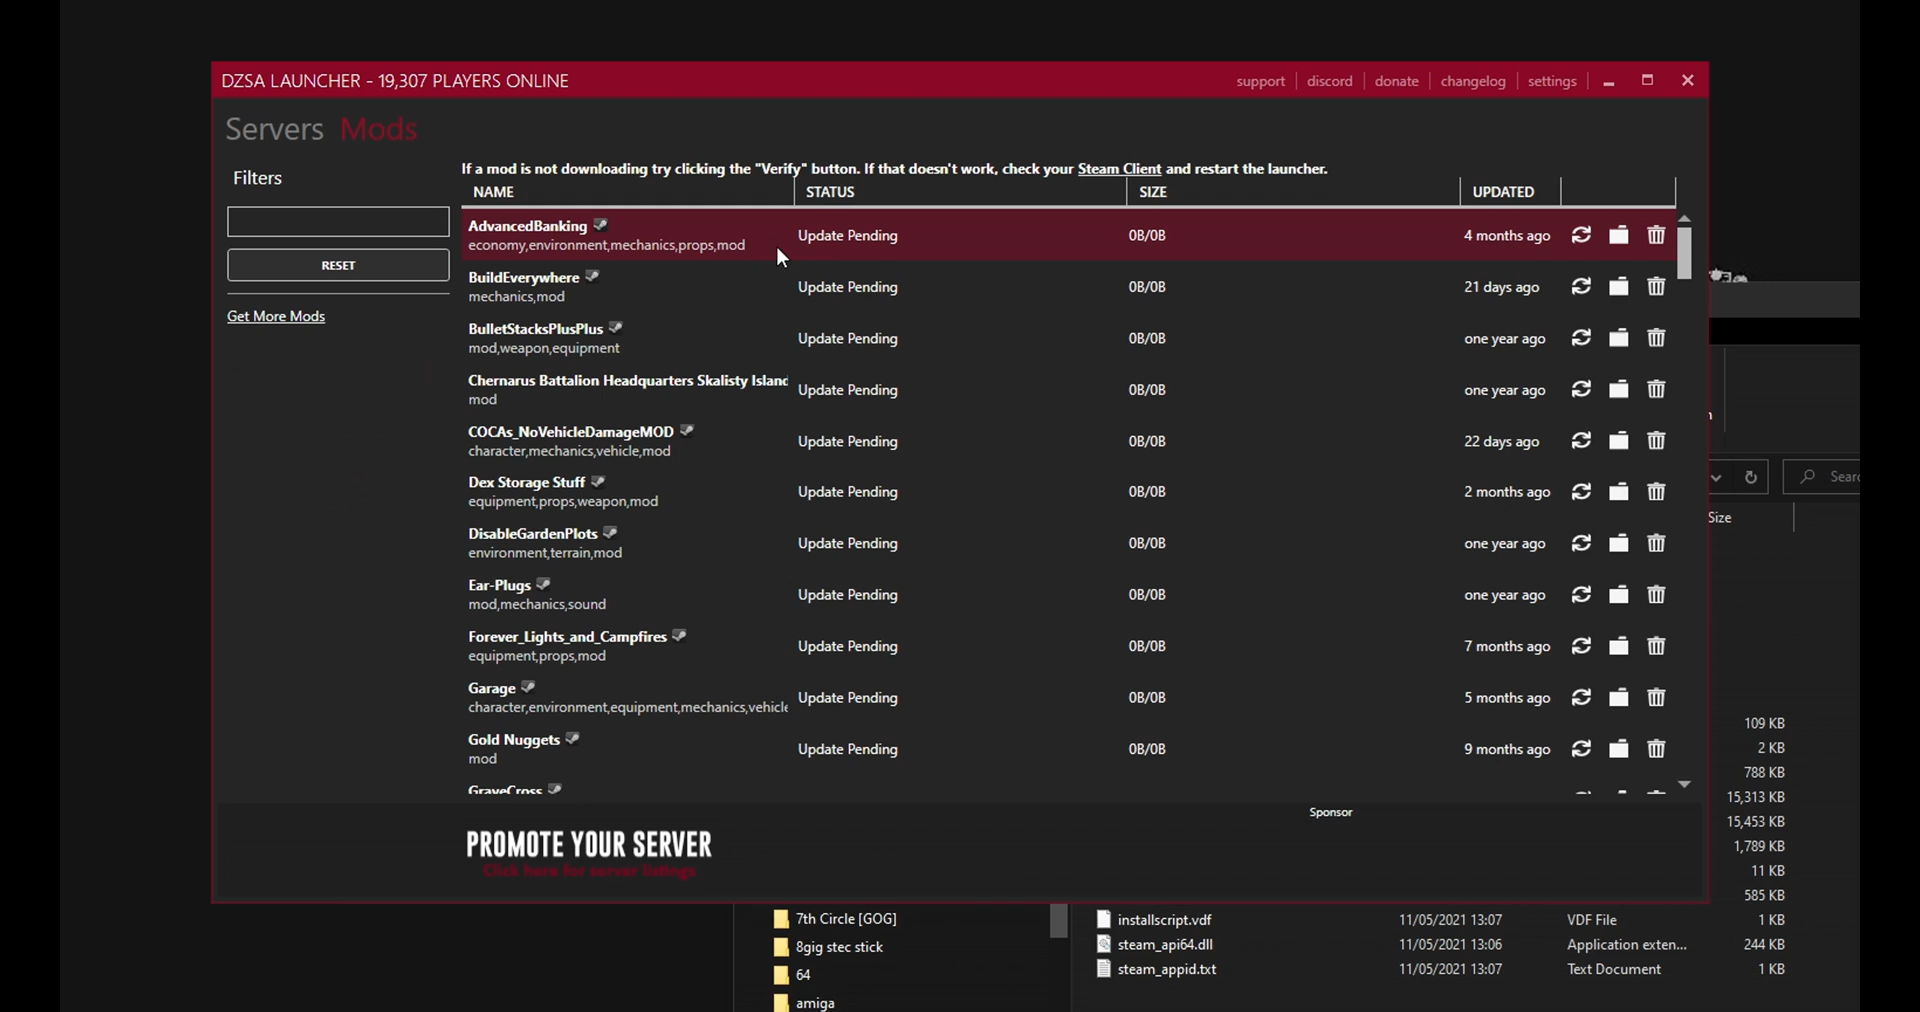 DZSA LAUNCHER - 19,307 PLAYERS ONLINE
support
discord
donate
changelog
settings
Servers Mods
Filters
RESET
Get More Mods
If a mod is not downloading try clicking the "Verify" button. If that doesn't work, check your Steam Client and restart the launcher.
NAME STATUS SIZE UPDATED
AdvancedBanking
economy,environment,mechanics,props,mod
Update Pending 0B/0B 4 months ago
BuildEverywhere
mechanics,mod
Update Pending 0B/0B 21 days ago
BulletStacksPlusPlus
mod,weapon,equipment
Update Pending 0B/0B one year ago
Chernarus Battalion Headquarters Skalisty Island
mod
Update Pending 0B/0B one year ago
COCAs_NoVehicleDamageMOD
character,mechanics,vehicle,mod
Update Pending 0B/0B 22 days ago
Dex Storage Stuff
equipment,props,weapon,mod
Update Pending 0B/0B 2 months ago
DisableGardenPlots
environment,terrain,mod
Update Pending 0B/0B one year ago
Ear-Plugs
mod,mechanics,sound
Update Pending 0B/0B one year ago
Forever_Lights_and_Campfires
equipment,props,mod
Update Pending 0B/0B 7 months ago
Garage
character,environment,equipment,mechanics,vehicle
Update Pending 0B/0B 5 months ago
Gold Nuggets
mod
Update Pending 0B/0B 9 months ago
GraveCross
Sponsor
PROMOTE YOUR SERVER
Click here for server listings
Searc
Size
109 KB
2 KB
788 KB
15,313 KB
15,453 KB
1,789 KB
11 KB
585 KB
7th Circle [GOG]
8gig stec stick
64
amiga
installscript.vdf 11/05/2021 13:07 VDF File 1 KB
steam_api64.dll 11/05/2021 13:06 Application exten... 244 KB
steam_appid.txt 11/05/2021 13:07 Text Document 1 KB